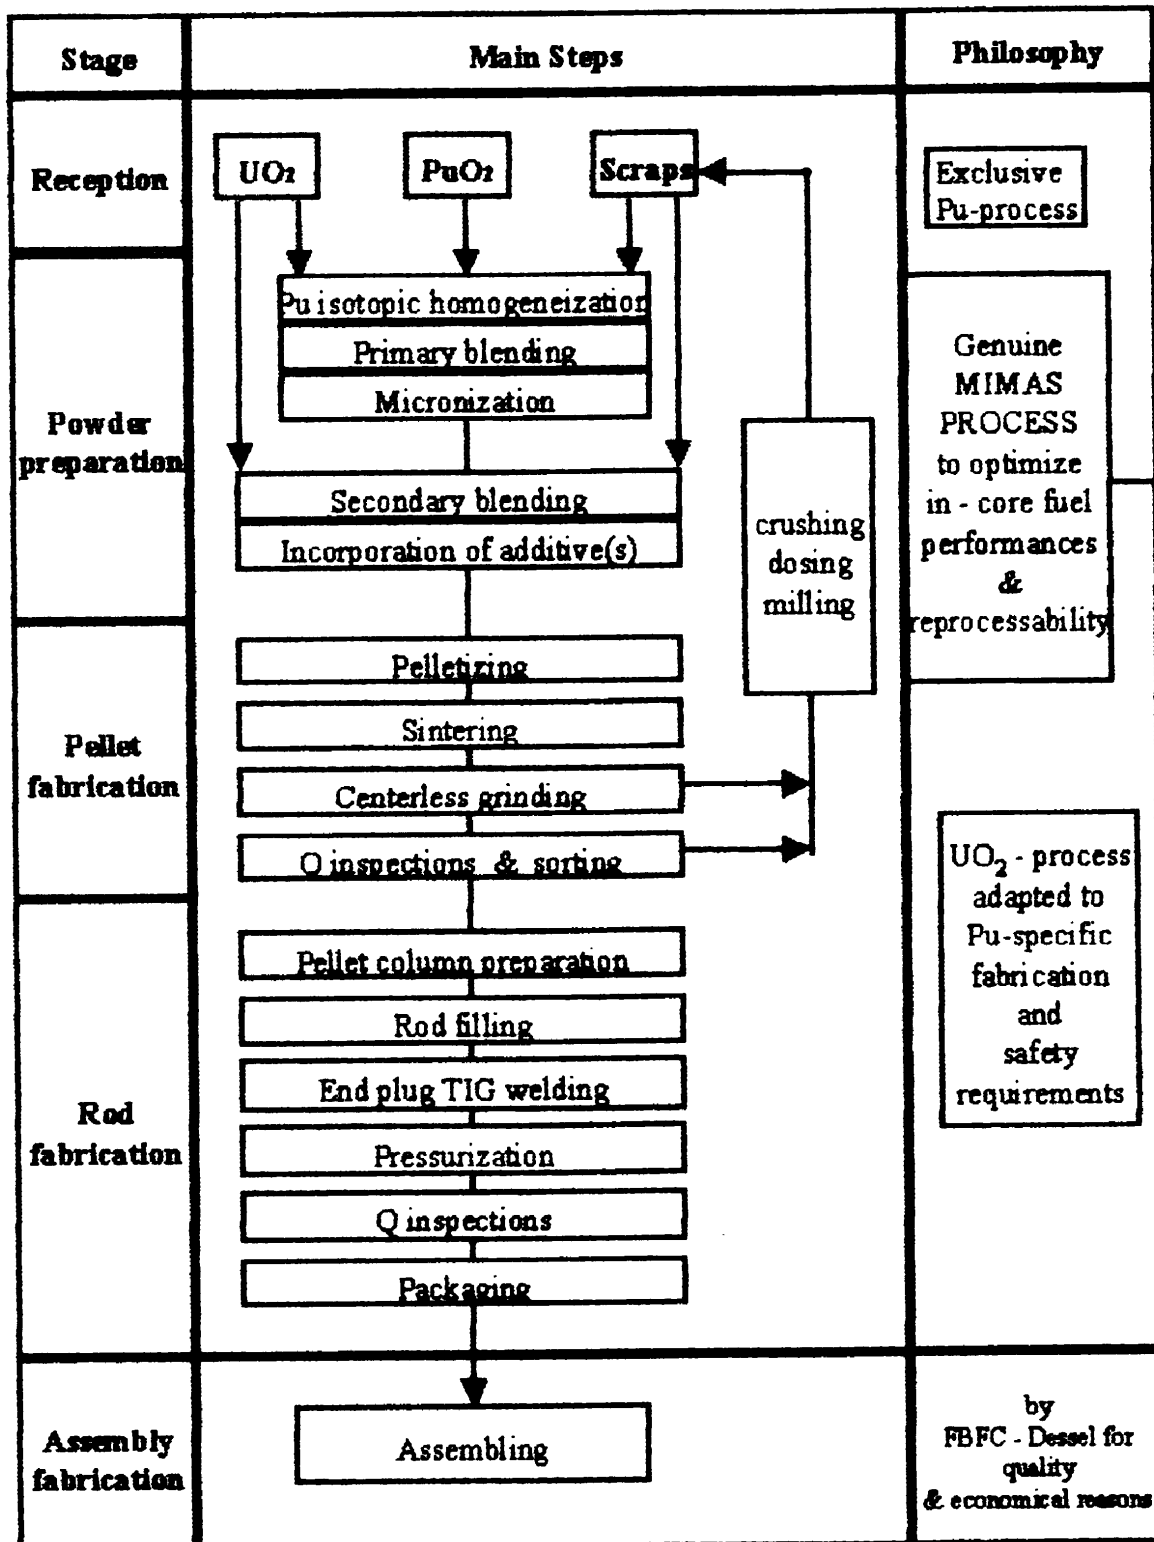 Stage
Main Steps
Philosophy
Reception
UO₂
PuO₂
Scraps
Exclusive
Pu-process
Powder
preparation
Pu isotopic homogeneization
Primary blending
Micronization
Secondary blending
Incorporation of additive(s)
crushing
dosing
milling
Genuine
MIMAS
PROCESS
to optimize
in - core fuel
performances
&
reprocessability
Pellet
fabrication
Pelletizing
Sintering
Centerless grinding
Q inspections & sorting
UO₂ - process
adapted to
Pu-specific
fabrication
and
safety
requirements
Rod
fabrication
Pellet column preparation
Rod filling
End plug TIG welding
Pressurization
Q inspections
Packaging
Assembly
fabrication
Assembling
by
FBFC - Dessel for
quality
& economical reasons